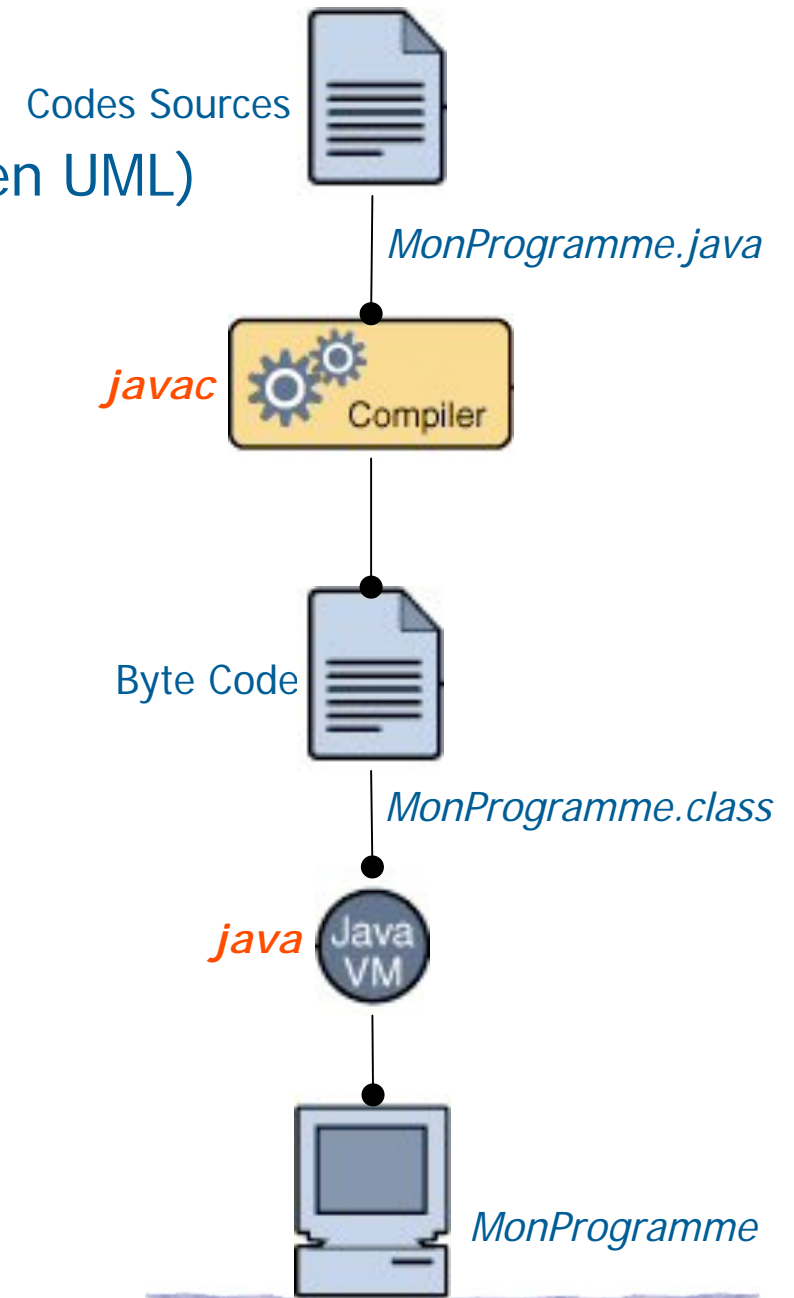 Codes Sources
en UML)
MonProgramme.java
javac
Compiler
Byte Code
MonProgramme.class
java
Java
VM
MonProgramme